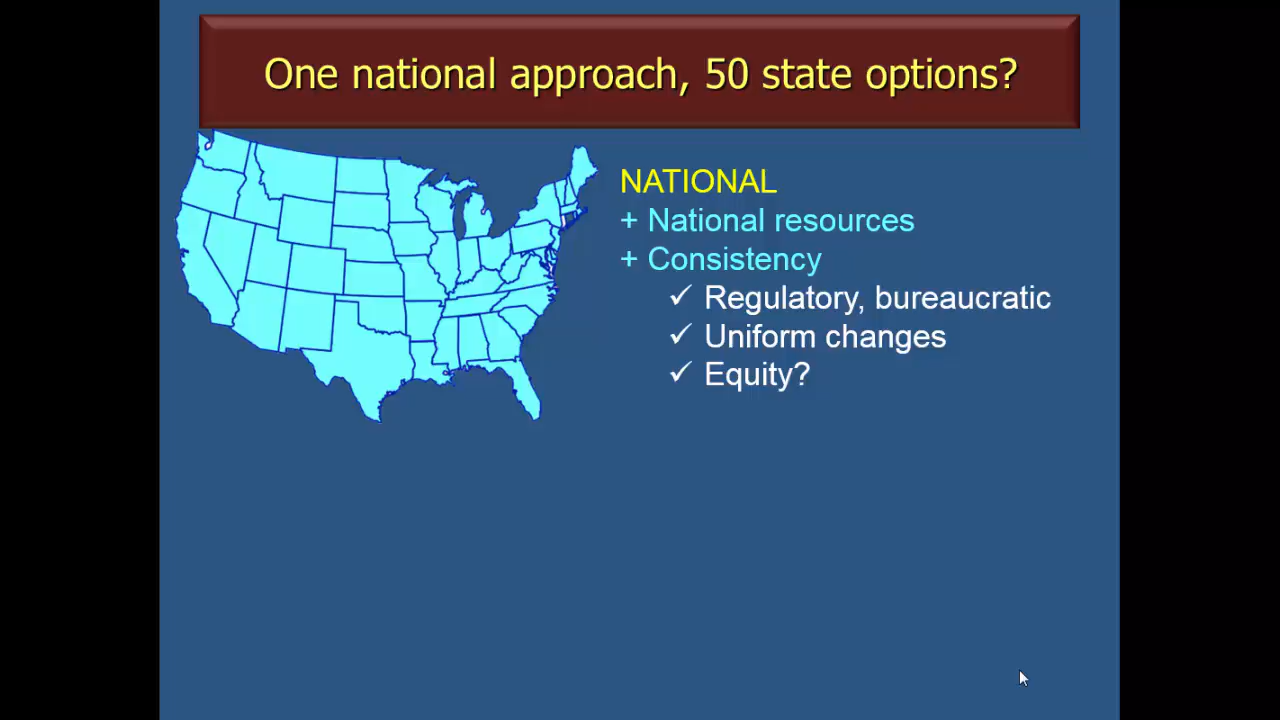 One national approach, 50 state options?
NATIONAL
+ National resources
+ Consistency
✓ Regulatory, bureaucratic
✓ Uniform changes
✓ Equity?